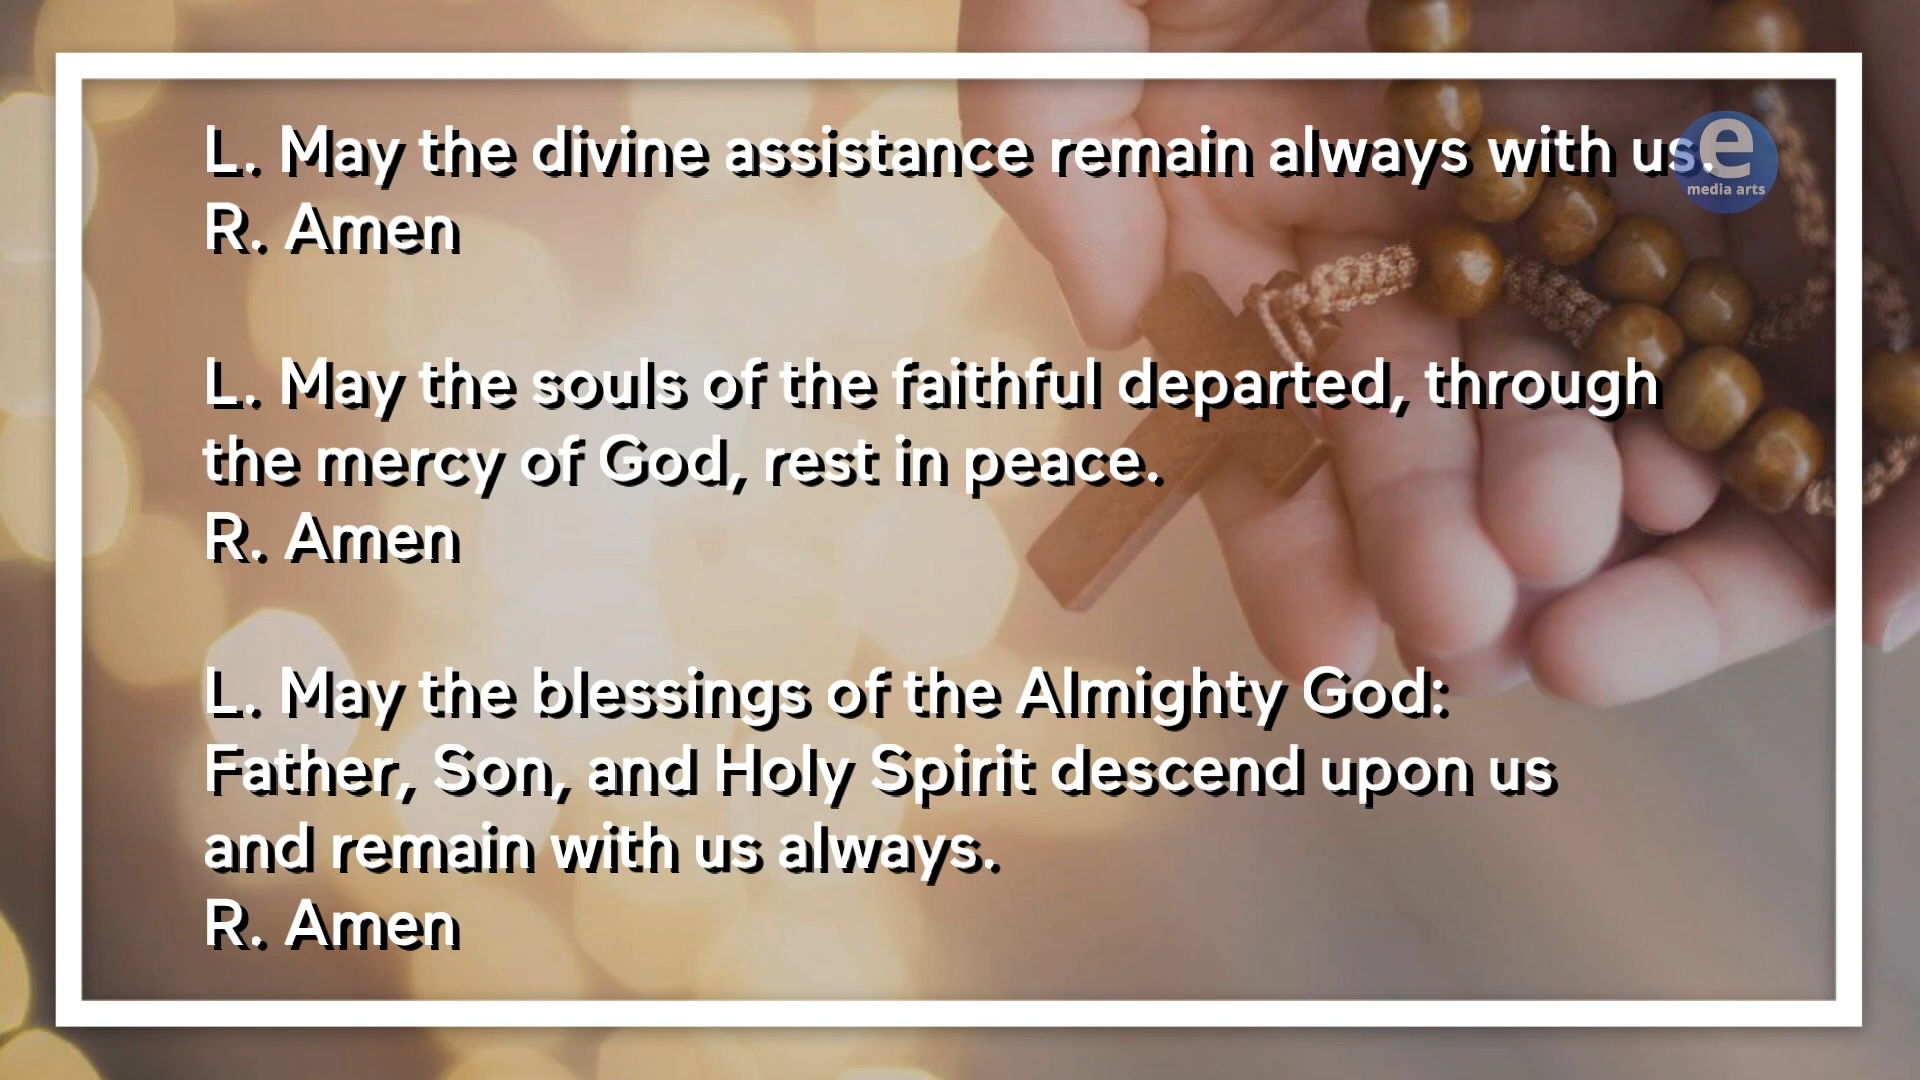 L. May the divine assistance remain always with us.
R. Amen
L. May the souls of the faithful departed, through
the mercy of God, rest in peace.
R. Amen
L. May the blessings of the Almighty God:
Father, Son, and Holy Spirit descend upon us
and remain with us always.
R. Amen
e
media arts